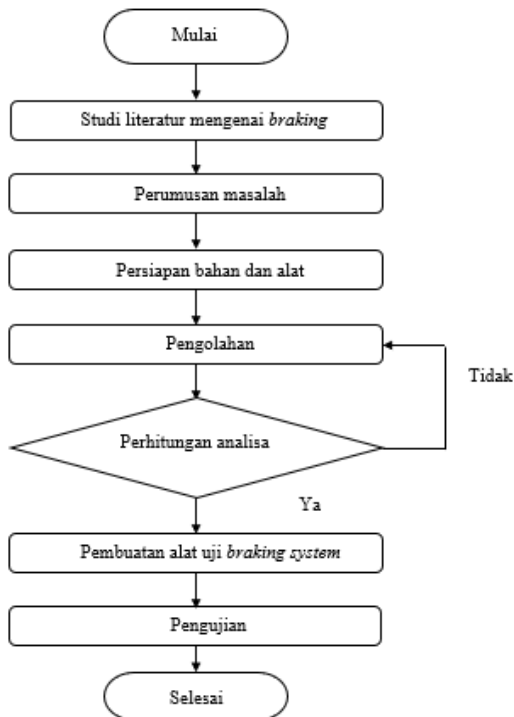 Mulai
Studi literatur mengenai braking
Perumusan masalah
Persiapan bahan dan alat
Pengolahan
Tidak
Perhitungan analisa
Ya
Pembuatan alat uji braking system
Pengujian
Selesai